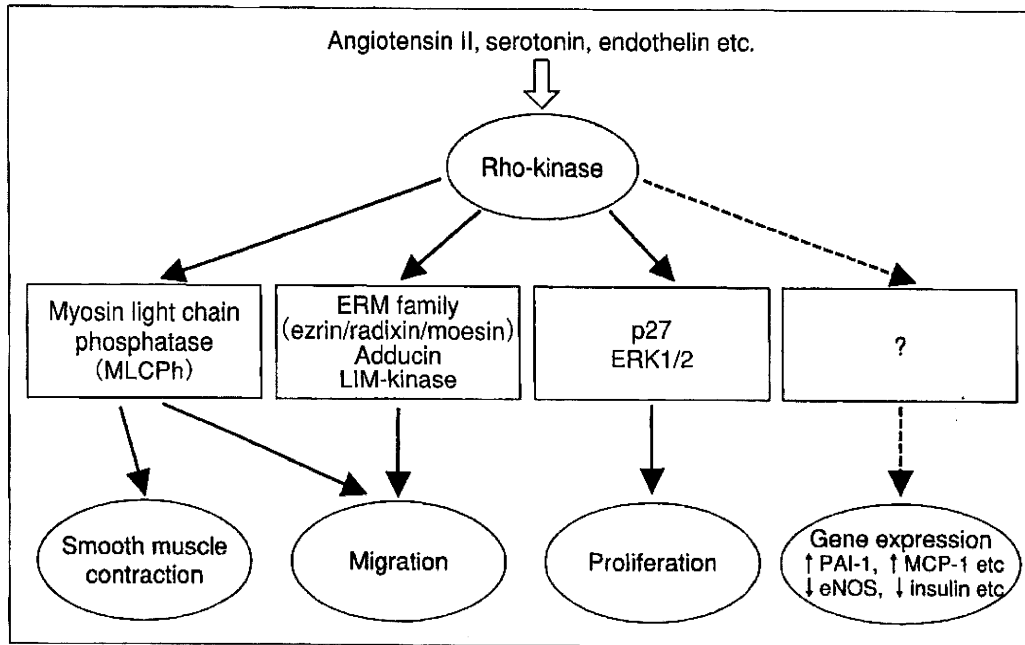 Angiotensin II, serotonin, endothelin etc.
Rho-kinase
Myosin light chain
phosphatase
(MLCPh)
ERM family
(ezrin/radixin/moesin)
Adducin
LIM-kinase
p27
ERK1/2
?
Smooth muscle
contraction
Migration
Proliferation
Gene expression
↑ PAI-1, ↑ MCP-1 etc
↓ eNOS, ↓ insulin etc